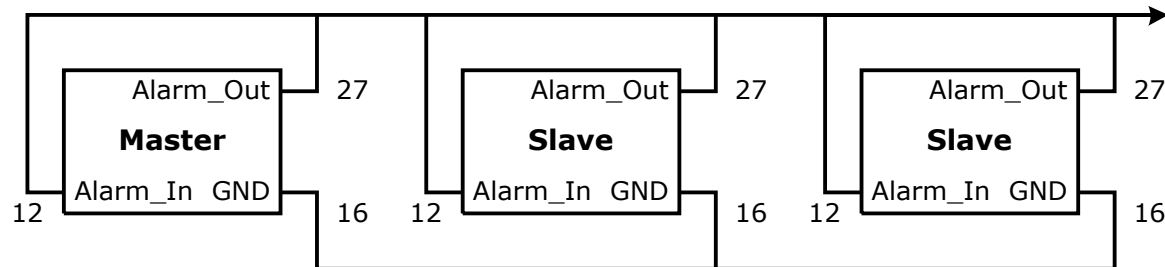 Alarm_Out 27 Alarm_Out 27 Alarm_Out 27
Master Slave Slave
Alarm_In GND Alarm_In GND Alarm_In GND
12 16 12 16 12 16